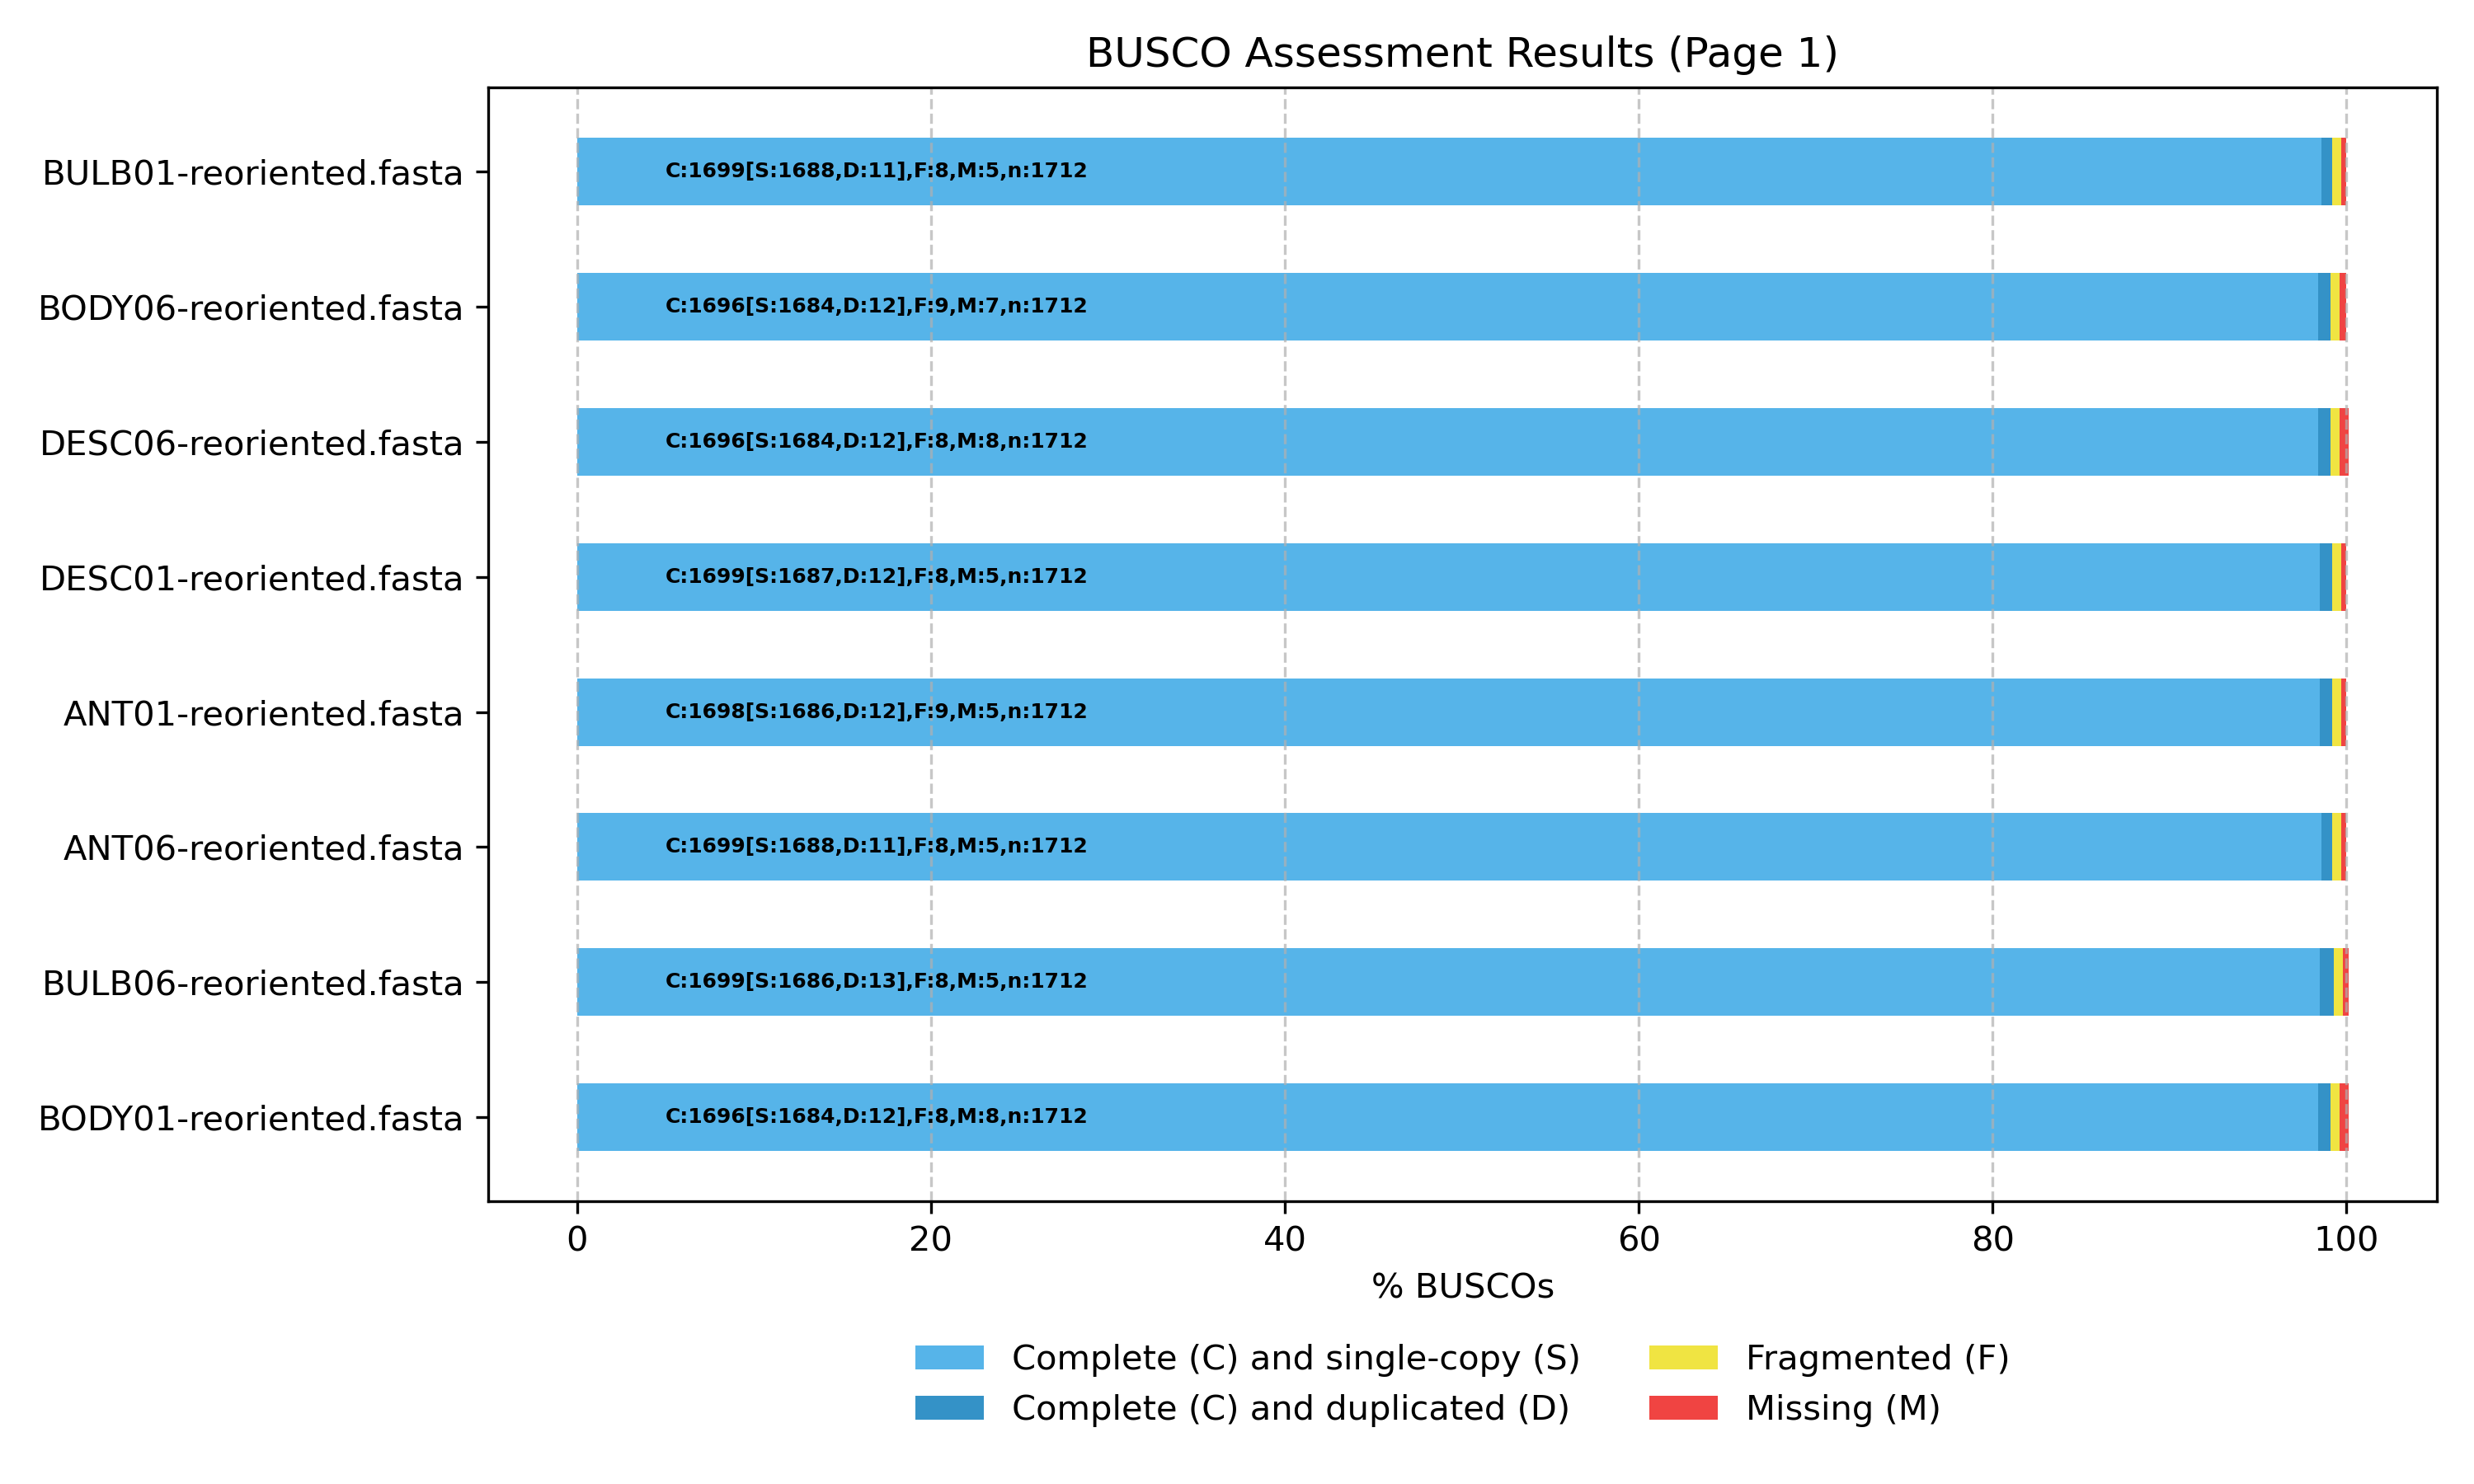 BUSCO Assessment Results (Page 1)
BULB01-reoriented.fasta
C:1699[S:1688,D:11],F:8,M:5,n:1712
BODY06-reoriented.fasta
C:1696[S:1684,D:12],F:9,M:7,n:1712
DESC06-reoriented.fasta
C:1696[S:1684,D:12],F:8,M:8,n:1712
DESC01-reoriented.fasta
C:1699[S:1687,D:12],F:8,M:5,n:1712
ANT01-reoriented.fasta
C:1698[S:1686,D:12],F:9,M:5,n:1712
ANT06-reoriented.fasta
C:1699[S:1688,D:11],F:8,M:5,n:1712
BULB06-reoriented.fasta
C:1699[S:1686,D:13],F:8,M:5,n:1712
BODY01-reoriented.fasta
C:1696[S:1684,D:12],F:8,M:8,n:1712
0 20 40 60 80 100
% BUSCOs
Complete (C) and single-copy (S)
Complete (C) and duplicated (D)
Fragmented (F)
Missing (M)